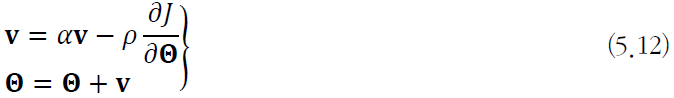 𝐯 = 𝛼𝐯 − 𝜌 𝜕𝐽/𝜕𝚯
𝚯 = 𝚯 + 𝐯 } (5.12)